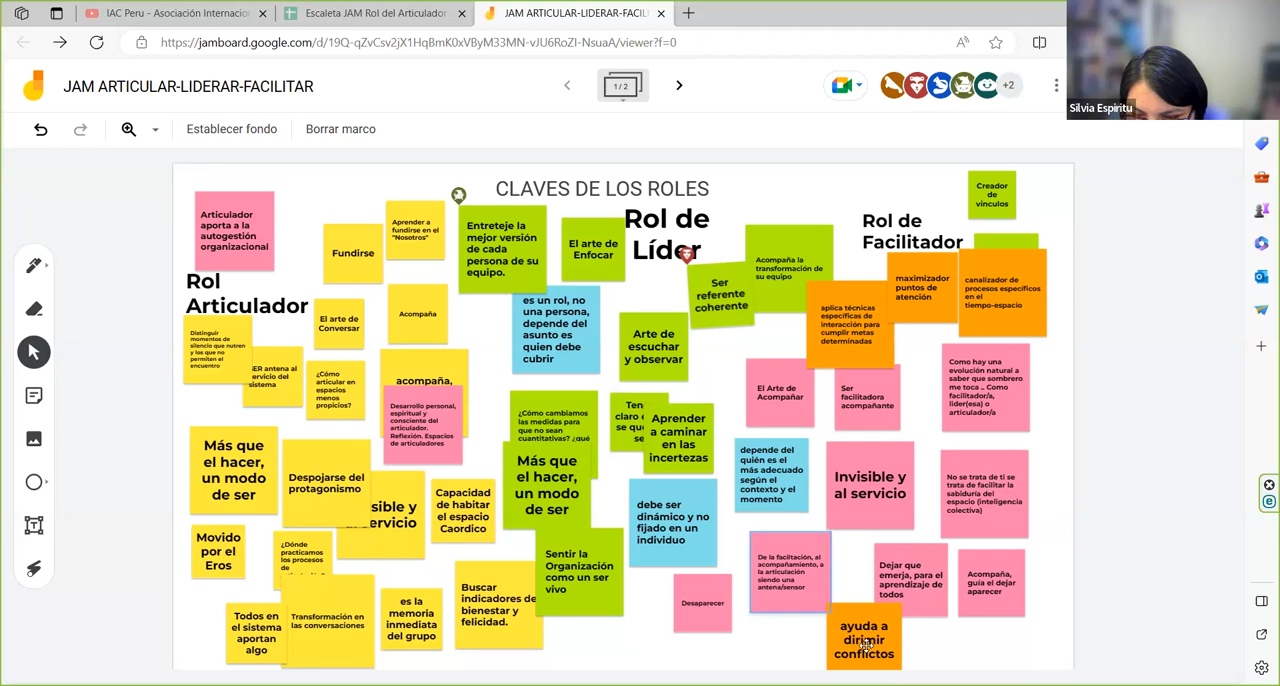 IAC Peru - Asociación Internacio
Escaleta JAM Rol del Articulador
JAM ARTICULAR-LIDERAR-FACILI
https://jamboard.google.com/d/19Q-qZvCsv2jX1HqBmK0xVByM33MN-vJU6RoZI-NsuaA/viewer?f=0
Silvia Espiritu
JAM ARTICULAR-LIDERAR-FACILITAR
1 / 2
+2
Establecer fondo
Borrar marco
CLAVES DE LOS ROLES
Rol
Articulador
Articulador
aporta a la
autogestión
organizacional
Fundirse
Aprender a
fundirse en el
"Nosotros"
El arte de
Conversar
Acompaña
Distinguir
momentos de
silencio que nutren
y los que no
permiten el
encuentro
SER antena al
servicio del
sistema
¿Cómo
articular en
espacios
menos
propicios?
acompaña,
Desarrollo personal,
espiritual y
consciente del
articulador.
Reflexión. Espacios
de articuladores
Más que
el hacer,
un modo
de ser
Despojarse del
protagonismo
Capacidad
de habitar
el espacio
Caordico
Movido
por el
Eros
¿Dónde
practicamos
los procesos
Todos en
el sistema
aportan
algo
Transformación en
las conversaciones
es la
memoria
inmediata
del grupo
Buscar
indicadores de
bienestar y
felicidad.
Rol de
Líder
Entreteje la
mejor versión
de cada
persona de su
equipo.
El arte de
Enfocar
es un rol, no
una persona,
depende del
asunto es
quien debe
cubrir
Arte de
escuchar
y observar
Ser
referente
coherente
Acompaña la
transformación de
su equipo
¿Cómo cambiamos
las medidas para
que no sean
cuantitativas? ¿qué
Aprender
a caminar
en las
incertezas
Más que
el hacer,
un modo
de ser
debe ser
dinámico y no
fijado en un
individuo
Sentir la
Organización
como un ser
vivo
Desaparecer
Rol de
Facilitador
Creador
de
vínculos
maximizador
puntos de
atención
canalizador de
procesos específicos
en el
tiempo-espacio
aplica técnicas
específicas de
interacción para
cumplir metas
determinadas
El Arte de
Acompañar
Ser
facilitadora
acompañante
Como hay una
evolución natural a
saber que sombrero
me toca .. Como
facilitador/a,
lider(esa) o
articulador/a
depende del
quién es el
más adecuado
según el
contexto y el
momento
Invisible y
al servicio
No se trata de ti se
trata de facilitar la
sabiduría del
espacio (inteligencia
colectiva)
De la facilitación, al
acompañamiento, a
la articulación
siendo una
antena/sensor
Dejar que
emerja, para el
aprendizaje de
todos
Acompaña,
guía el dejar
aparecer
ayuda a
dirimir
conflictos